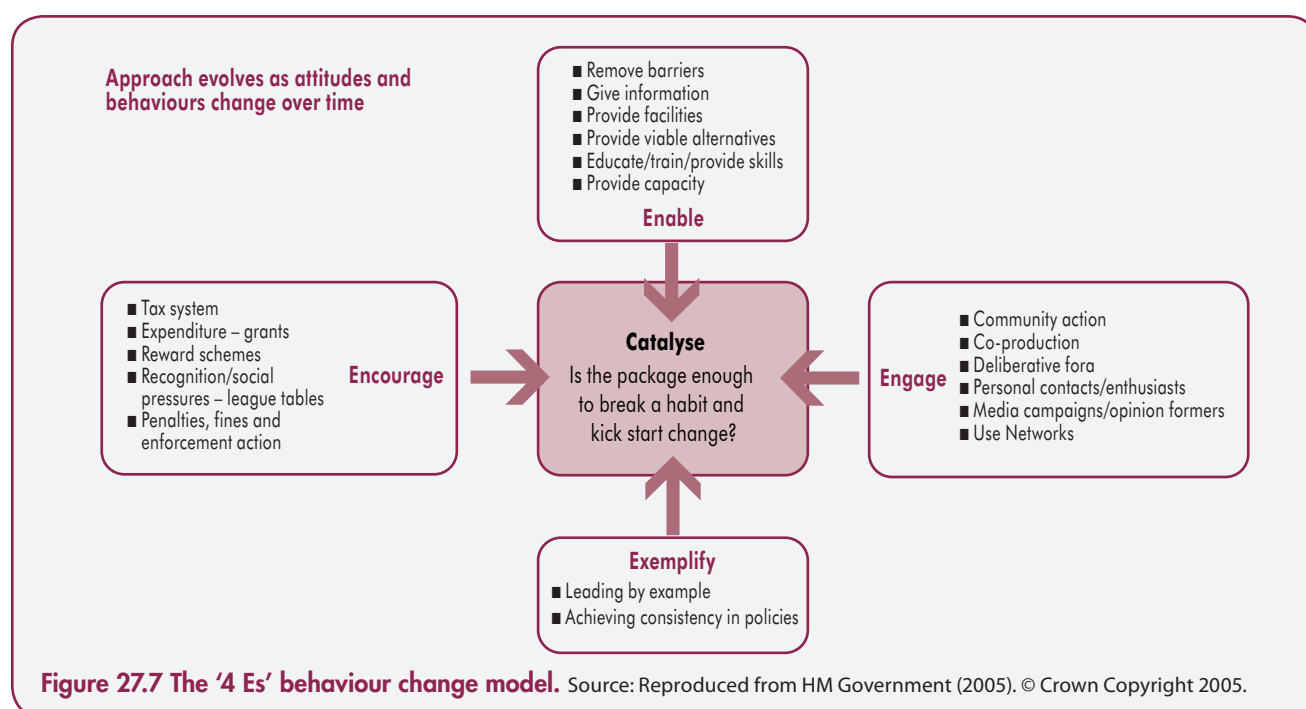 Approach evolves as attitudes and
behaviours change over time
■ Remove barriers
■ Give information
■ Provide facilities
■ Provide viable alternatives
■ Educate/train/provide skills
■ Provide capacity
Enable
■ Tax system
■ Expenditure – grants
■ Reward schemes
■ Recognition/social
pressures – league tables
■ Penalties, fines and
enforcement action
Encourage
Catalyse
Is the package enough
to break a habit and
kick start change?
Engage
■ Community action
■ Co-production
■ Deliberative fora
■ Personal contacts/enthusiasts
■ Media campaigns/opinion formers
■ Use Networks
Exemplify
■ Leading by example
■ Achieving consistency in policies
Figure 27.7 The ‘4 Es’ behaviour change model. Source: Reproduced from HM Government (2005). © Crown Copyright 2005.